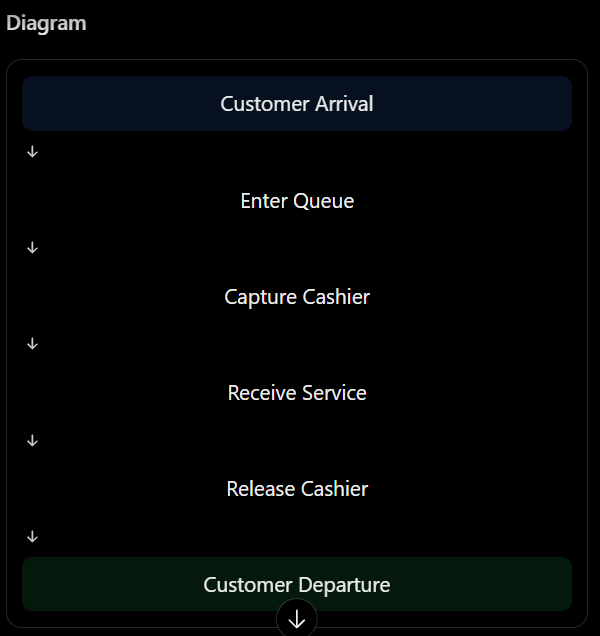 Diagram
Customer Arrival
↓
Enter Queue
↓
Capture Cashier
↓
Receive Service
↓
Release Cashier
↓
Customer Departure
↓